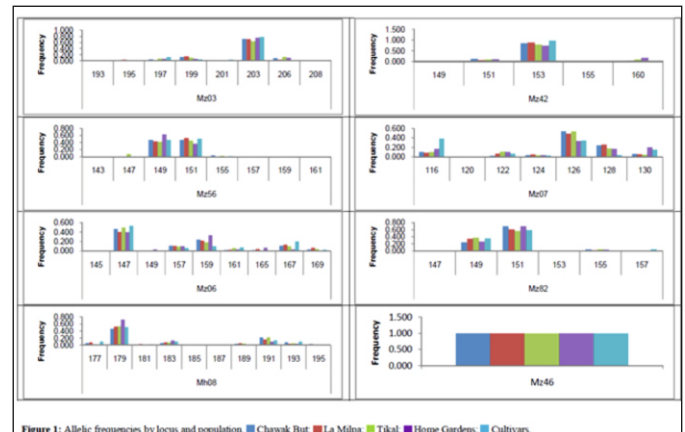 Frequency
1.000
0.800
0.600
0.400
0.200
0.000
193 195 197 199 201 203 206 208
Mz03
Frequency
1.500
1.000
0.500
0.000
149 151 153 155 160
Mz42
Frequency
0.800
0.600
0.400
0.200
0.000
143 147 149 151 155 157 159 161
Mz56
Frequency
0.600
0.400
0.200
0.000
116 120 122 124 126 128 130
Mz07
Frequency
0.600
0.400
0.200
0.000
145 147 149 157 159 161 165 167 169
Mz06
Frequency
0.800
0.600
0.400
0.200
0.000
147 149 151 153 155 157
Mz82
Frequency
0.800
0.600
0.400
0.200
0.000
177 179 181 183 185 187 189 191 193 195
Mh08
Frequency
1.500
1.000
0.500
0.000
Mz46
Figure 1: Allelic frequencies by locus and population. Chawak But; La Milpa; Tikal; Home Gardens; Cultivars.